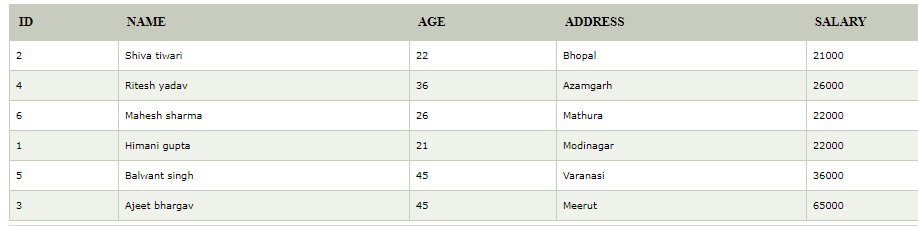 ID NAME AGE ADDRESS SALARY
2 Shiva tiwari 22 Bhopal 21000
4 Ritesh yadav 36 Azamgarh 26000
6 Mahesh sharma 26 Mathura 22000
1 Himani gupta 21 Modinagar 22000
5 Balwant singh 45 Varanasi 36000
3 Ajeet bhargav 45 Meerut 65000